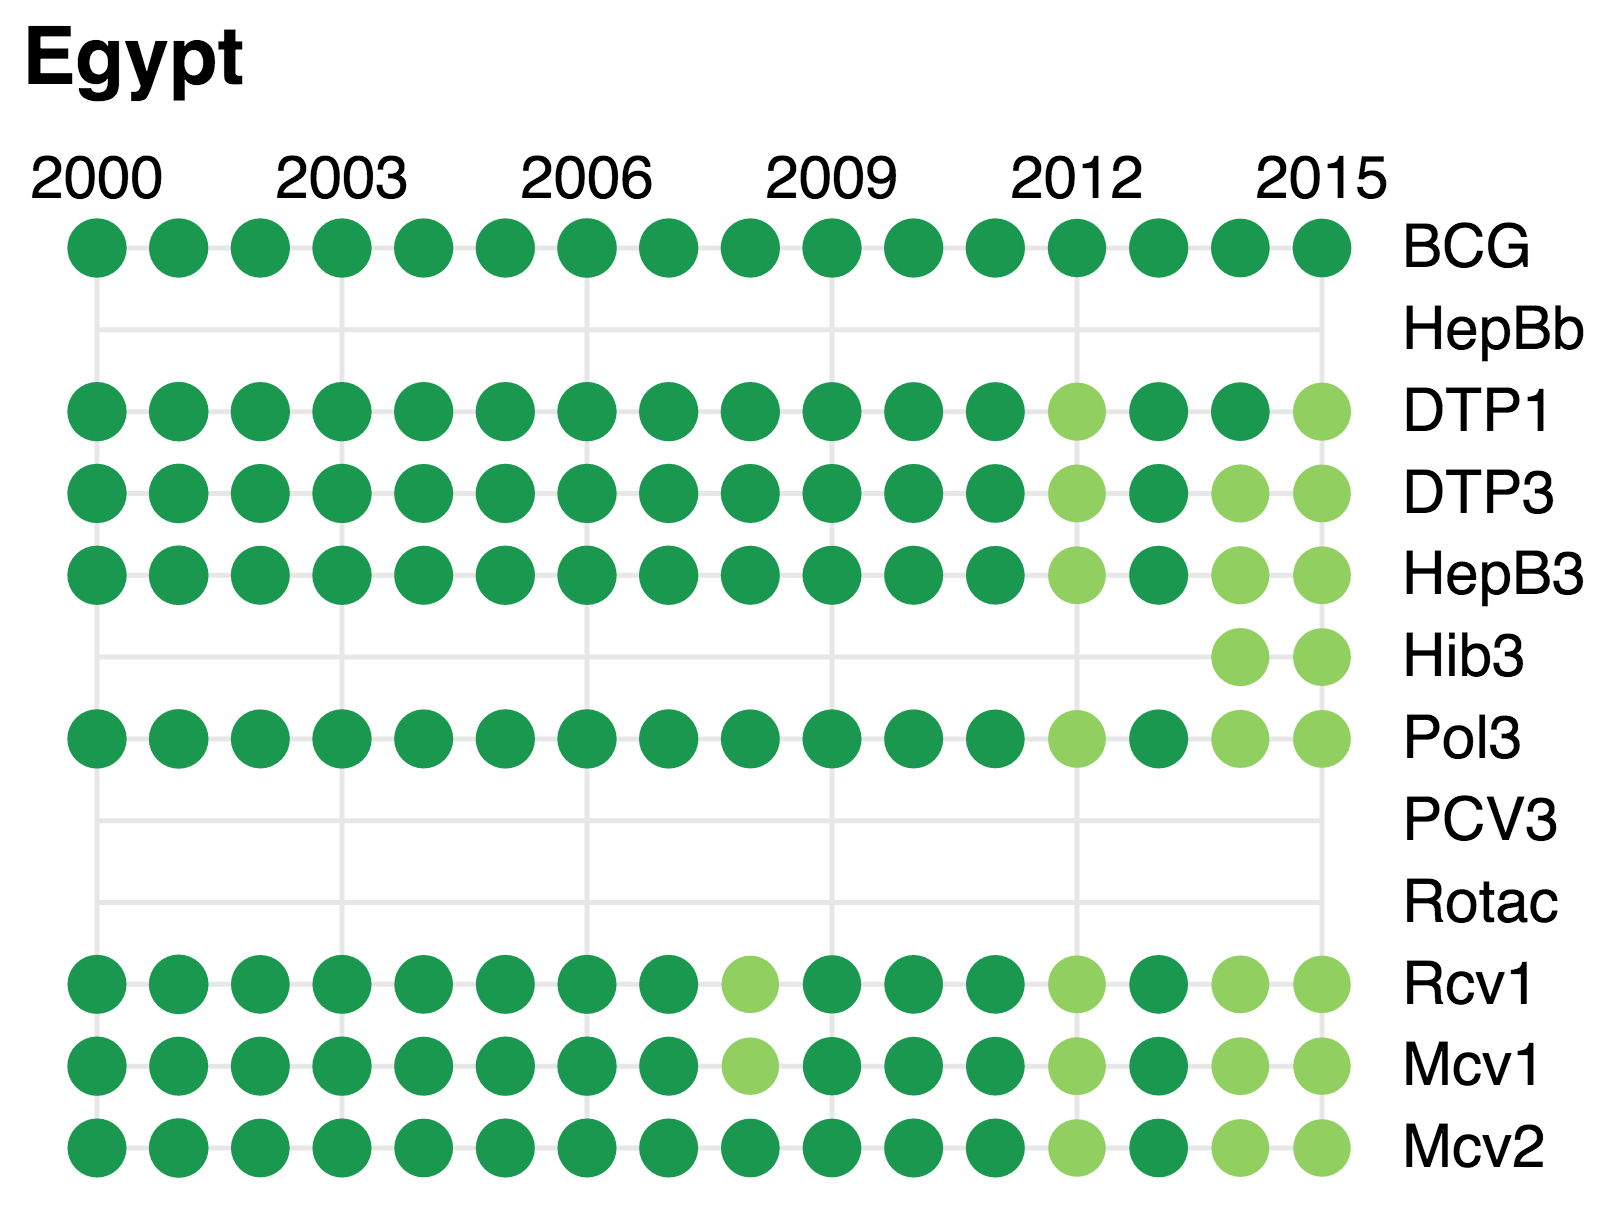 Egypt
2000 2003 2006 2009 2012 2015
BCG
HepBb
DTP1
DTP3
HepB3
Hib3
Pol3
PCV3
Rotac
Rcv1
Mcv1
Mcv2